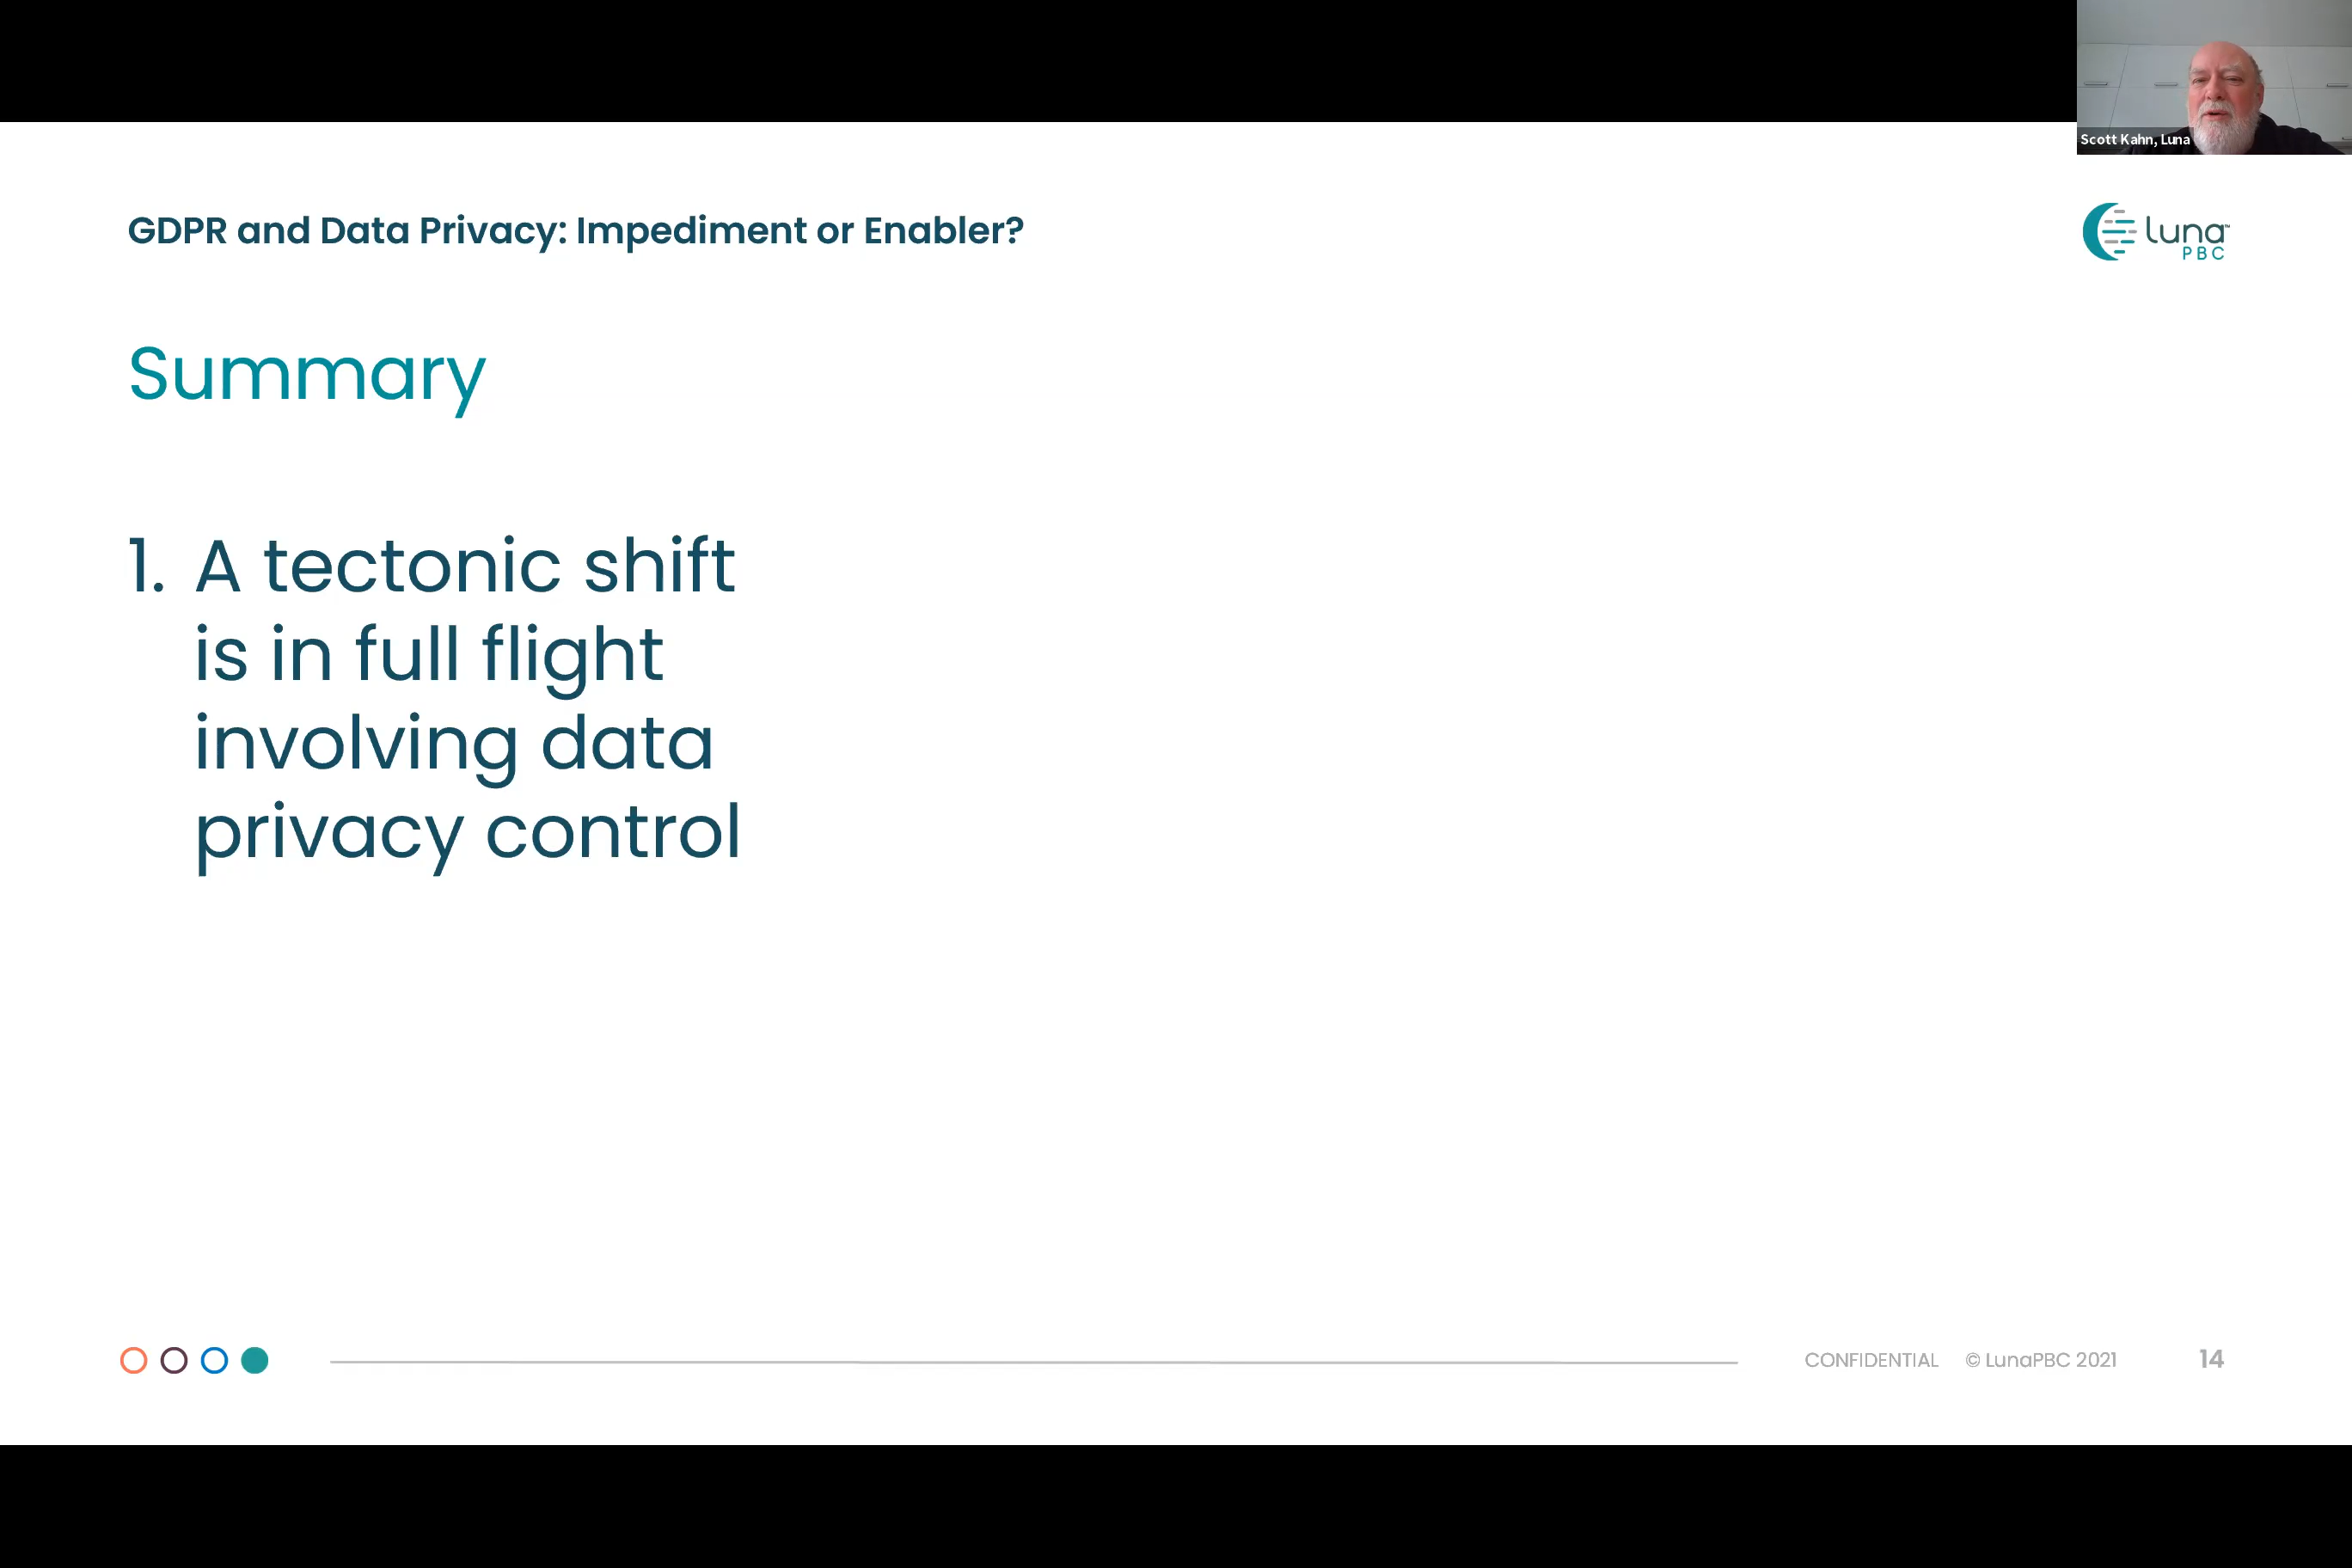 Scott Kahn, Luna
GDPR and Data Privacy: Impediment or Enabler?
luna™
PBC
Summary
1. A tectonic shift
is in full flight
involving data
privacy control
CONFIDENTIAL © LunaPBC 2021 14